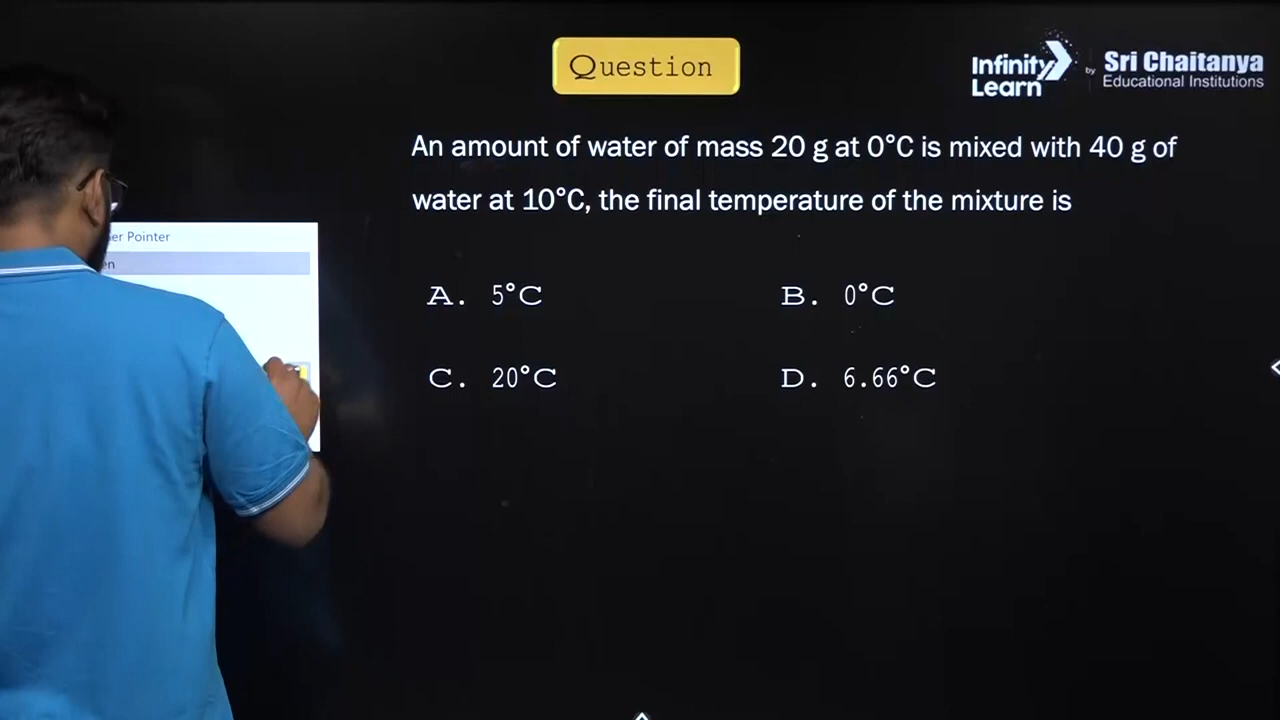 Question
Infinity Learn
by
Sri Chaitanya
Educational Institutions
An amount of water of mass 20 g at 0°C is mixed with 40 g of
water at 10°C, the final temperature of the mixture is
Pointer
A. 5°C
B. 0°C
C. 20°C
D. 6.66°C